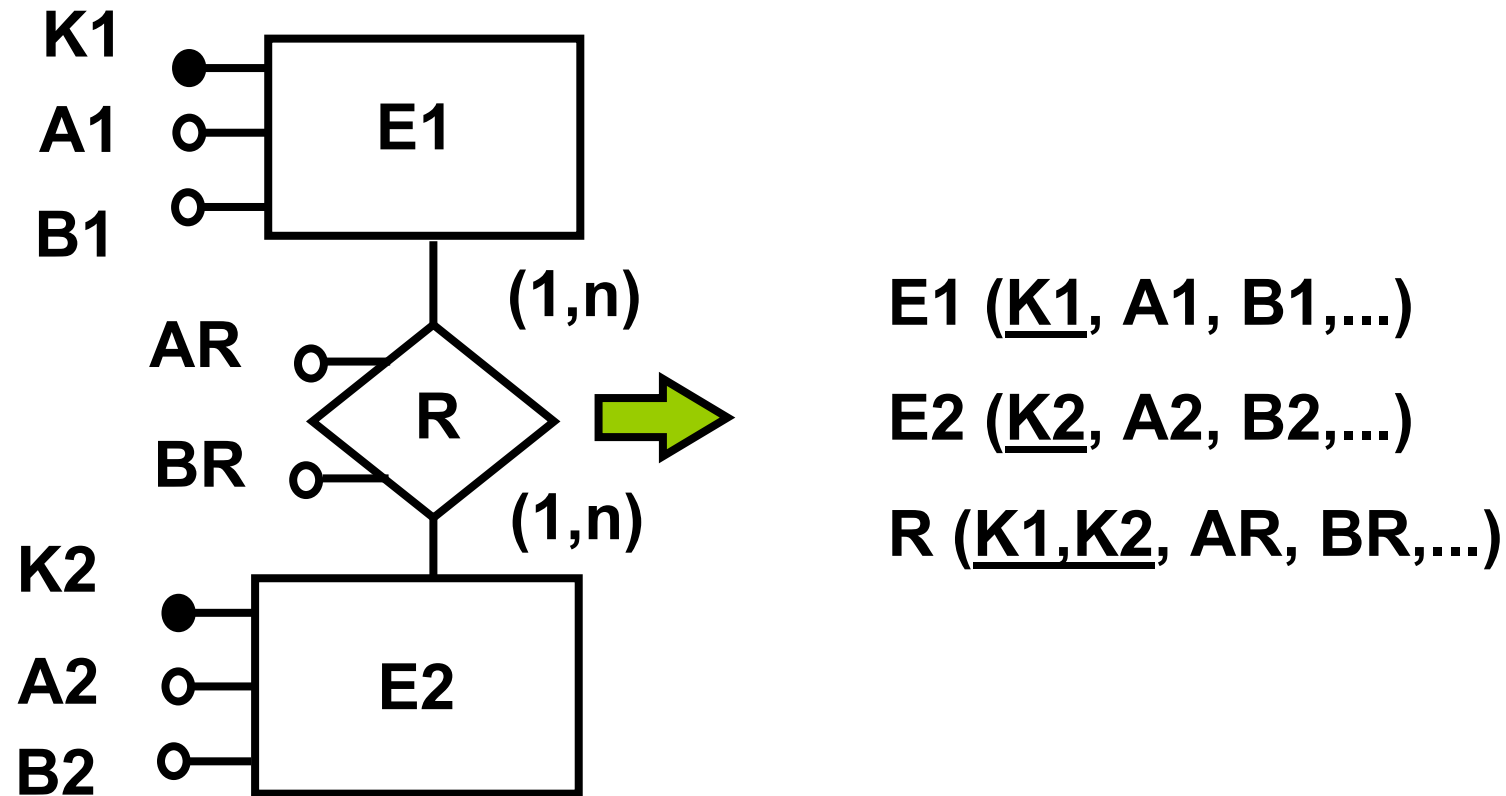 K1
A1
B1
E1
(1,n)
AR
BR
R
(1,n)
K2
A2
B2
E2
E1 (K1, A1, B1,...)
E2 (K2, A2, B2,...)
R (K1,K2, AR, BR,...)